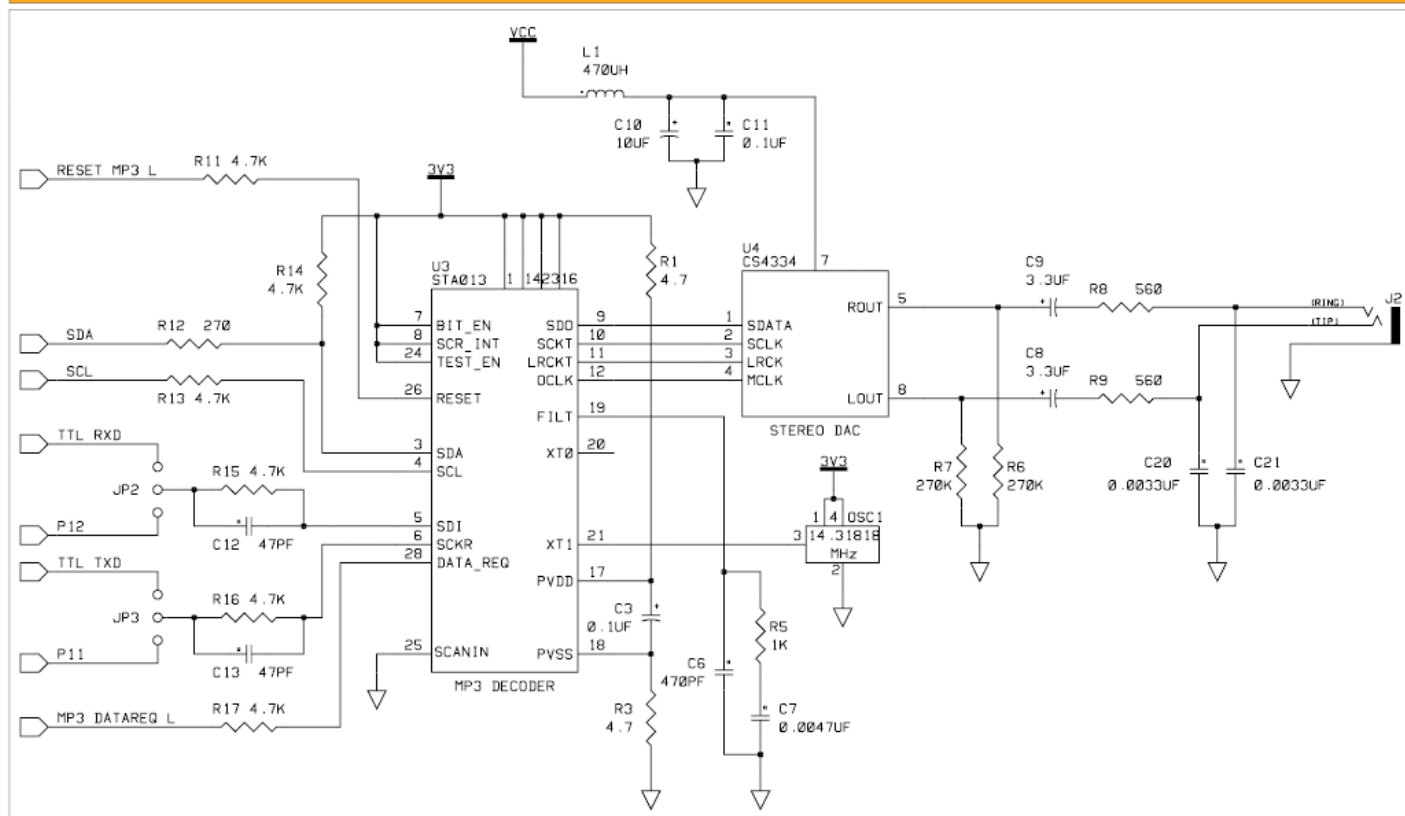 VCC
L1
470UH
C10
10UF
C11
0.1UF
RESET MP3 L
R11 4.7K
3V3
R14
4.7K
U3
STA013
1 14 23 16
R1
4.7
U4
CS4334
7
C9
3.3UF
R8 560
J2
(RING)
(TIP)
SDA
R12 270
SCL
R13 4.7K
7 BIT_EN
8 SCR_INT
24 TEST_EN
26 RESET
3 SDA
4 SCL
5 SDI
6 SCKR
28 DATA_REQ
25 SCANIN
SDO 9
SCKT 10
LRCKT 11
OCLK 12
FILT 19
XTO 20
XT1 21
PVDD 17
PVSS 18
MP3 DECODER
1 SDATA
2 SCLK
3 LRCK
4 MCLK
ROUT 5
LOUT 8
STEREO DAC
C8
3.3UF
R9 560
R7
270K
R6
270K
C20
0.0033UF
C21
0.0033UF
TTL RXD
JP2
P12
R15 4.7K
C12 47PF
TTL TXD
JP3
P11
R16 4.7K
C13 47PF
MP3 DATAREQ L
R17 4.7K
3V3
1 4 OSC1
3 14.31818
MHz
2
C3
0.1UF
R3
4.7
C6
470PF
R5
1K
C7
0.0047UF